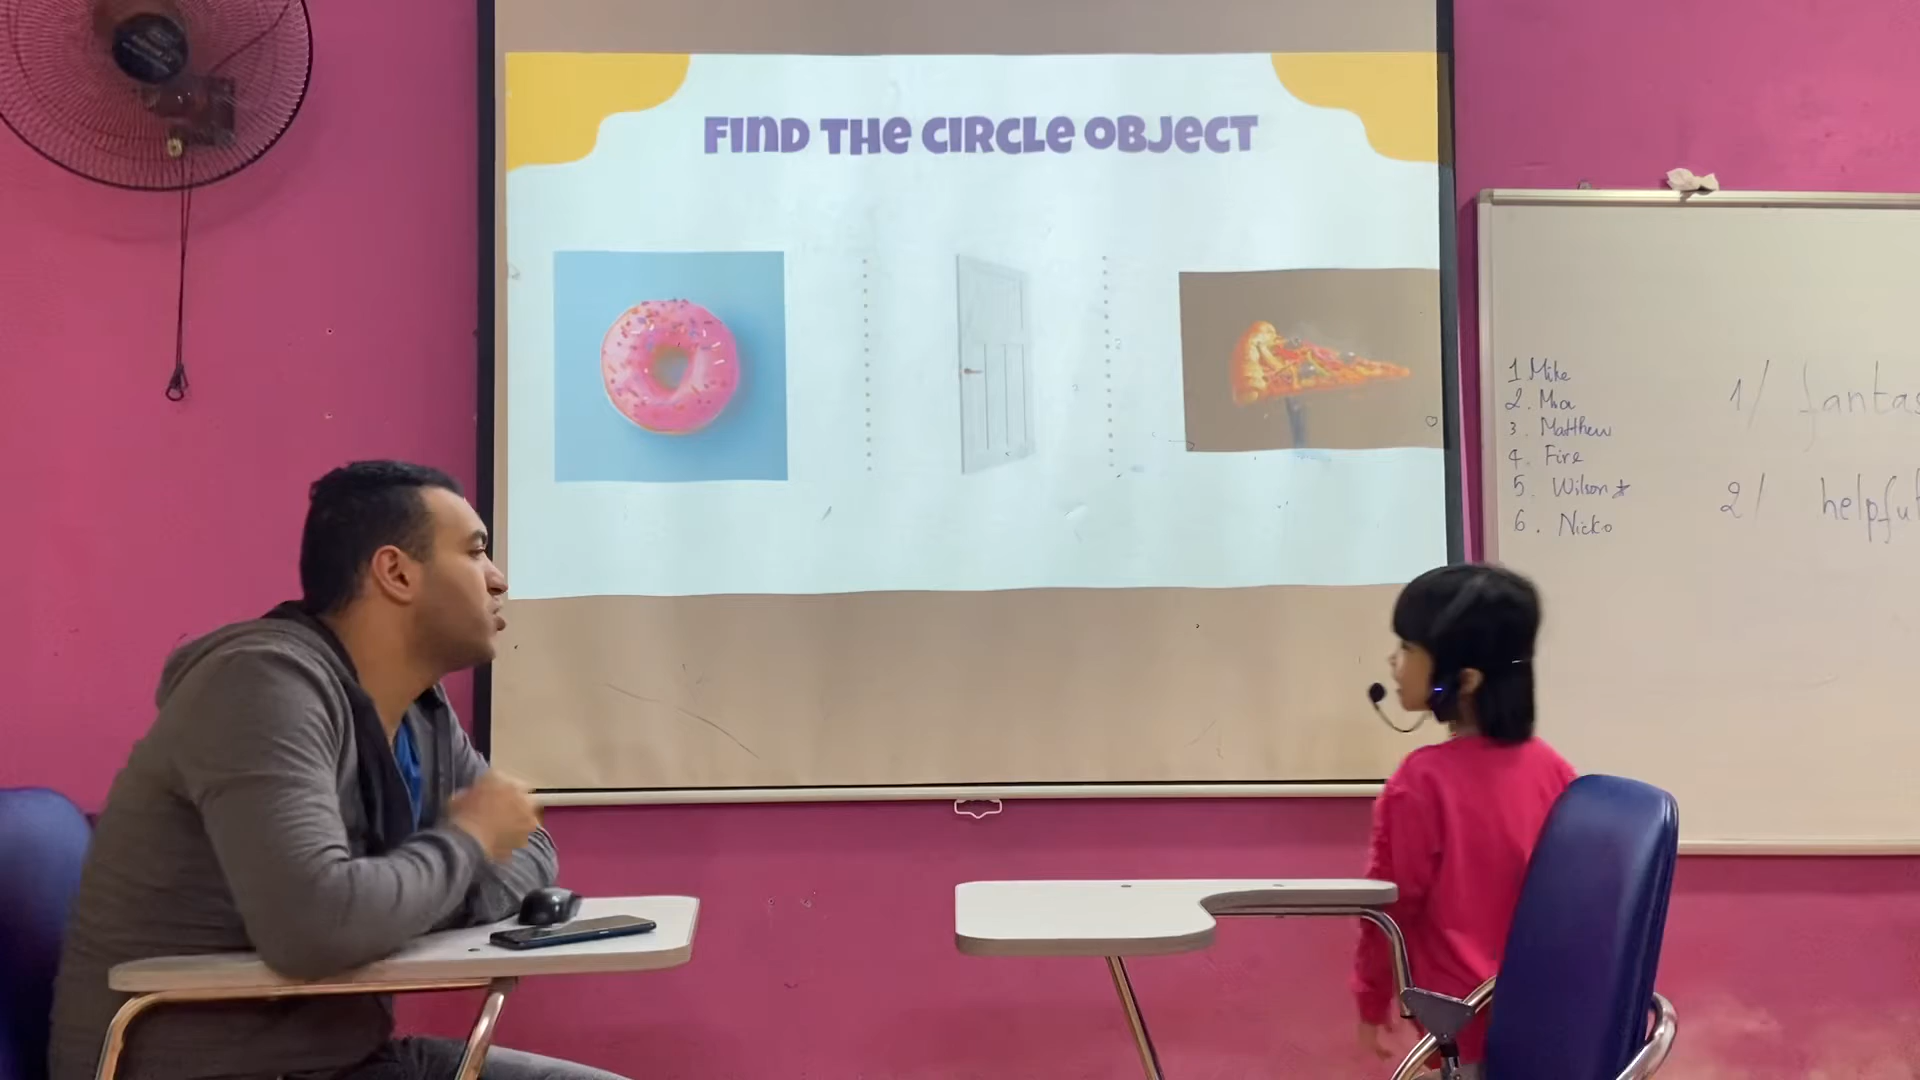 FIND THE CIRCLE OBJECT
1. Mike
2. Mia
3. Matthew
4. Fire
5. Wilson
6. Nicko
1/ fantas
2/ helpful